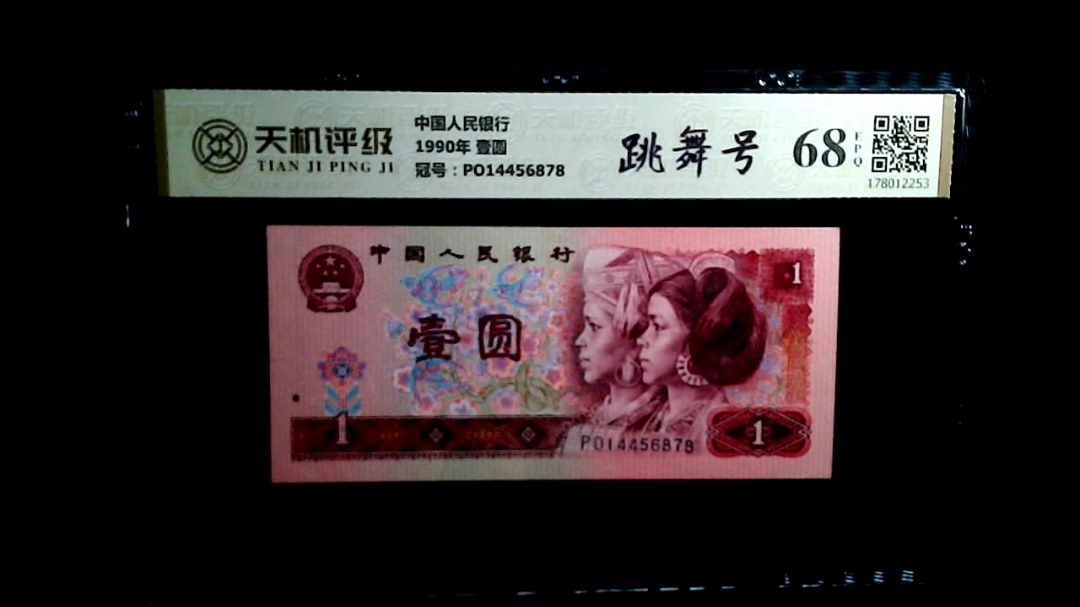 天机评级
TIAN JI PING JI
中国人民银行
1990年 壹圆
冠号：PO14456878
跳舞号
68
EPQ
178012253
中国人民银行
1
壹圆
1
PO14456878
1